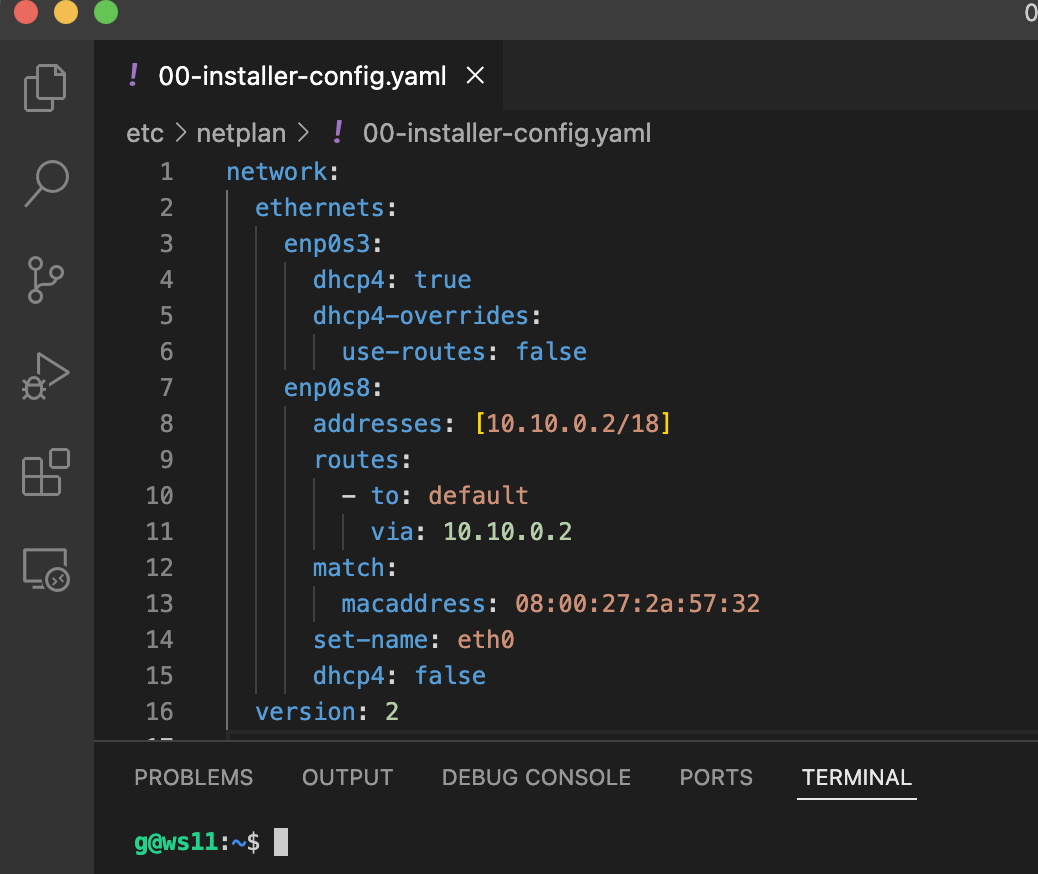 0
! 00-installer-config.yaml ×
etc > netplan > ! 00-installer-config.yaml
1 network:
2   ethernets:
3     enp0s3:
4       dhcp4: true
5       dhcp4-overrides:
6         use-routes: false
7     enp0s8:
8       addresses: [10.10.0.2/18]
9       routes:
10         - to: default
11           via: 10.10.0.2
12       match:
13         macaddress: 08:00:27:2a:57:32
14       set-name: eth0
15       dhcp4: false
16   version: 2
PROBLEMS OUTPUT DEBUG CONSOLE PORTS TERMINAL
g@ws11:~$